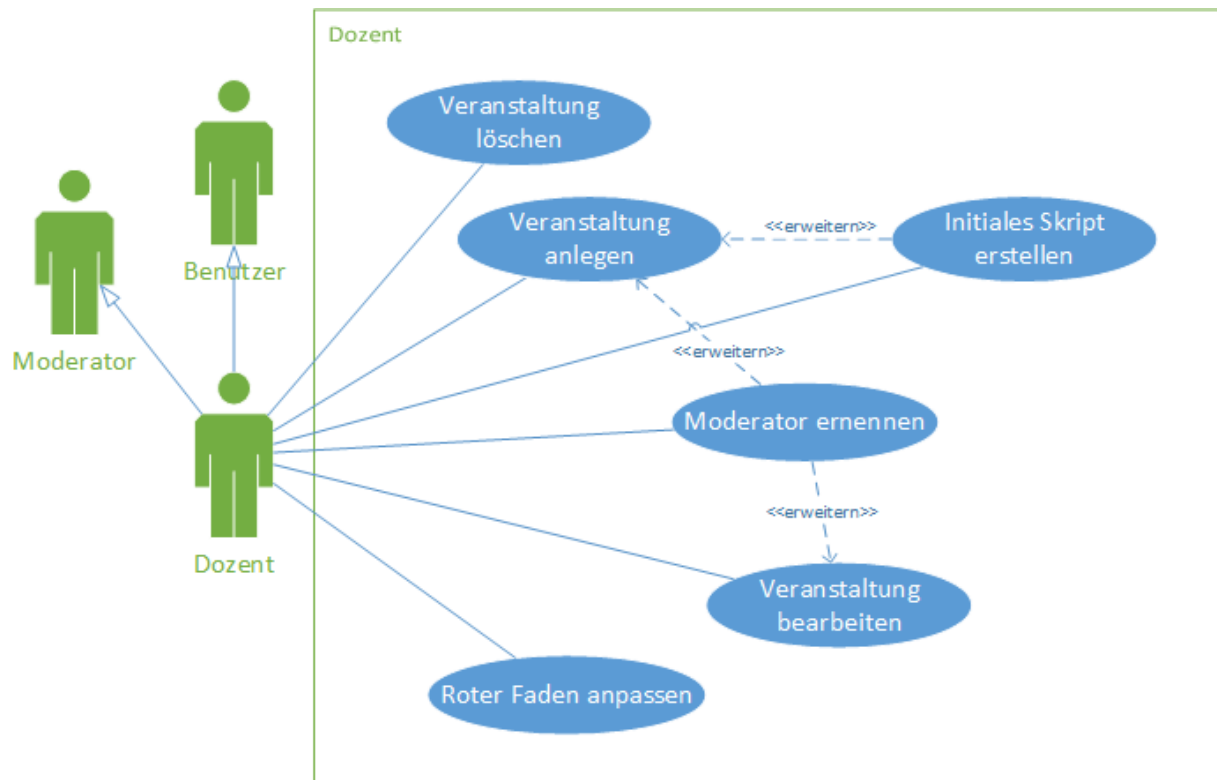 Dozent
Veranstaltung
löschen
Veranstaltung
anlegen
<<erweitern>>
Initiales Skript
erstellen
Benutzer
Moderator
<<erweitern>>
Moderator ernennen
<<erweitern>>
Dozent
Veranstaltung
bearbeiten
Roter Faden anpassen